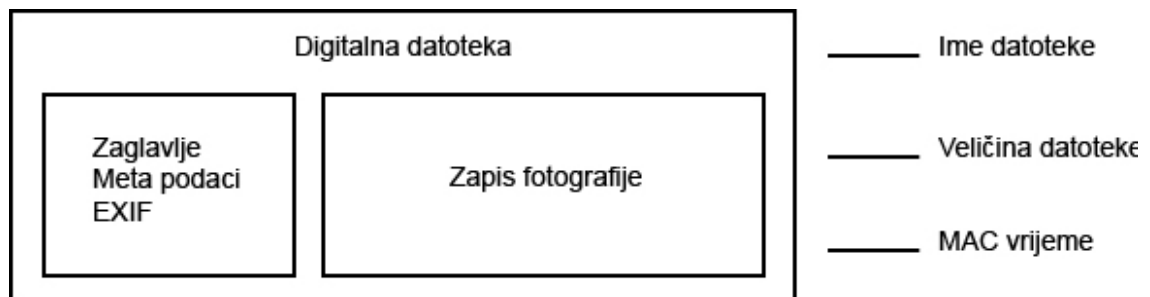 Digitalna datoteka
Zaglavlje
Meta podaci
EXIF
Zapis fotografije
Ime datoteke
Veličina datoteke
MAC vrijeme